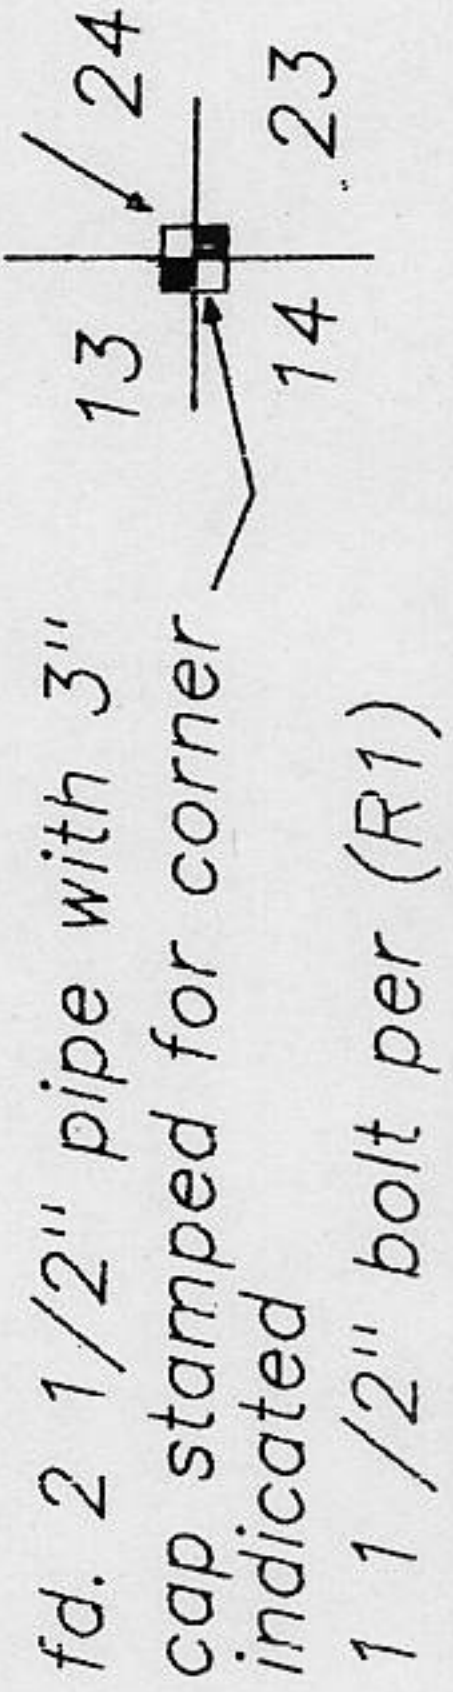 fd. 2 1/2" pipe with 3"
cap stamped for corner
indicated
1 1/2" bolt per (R1)
13 24
14 23